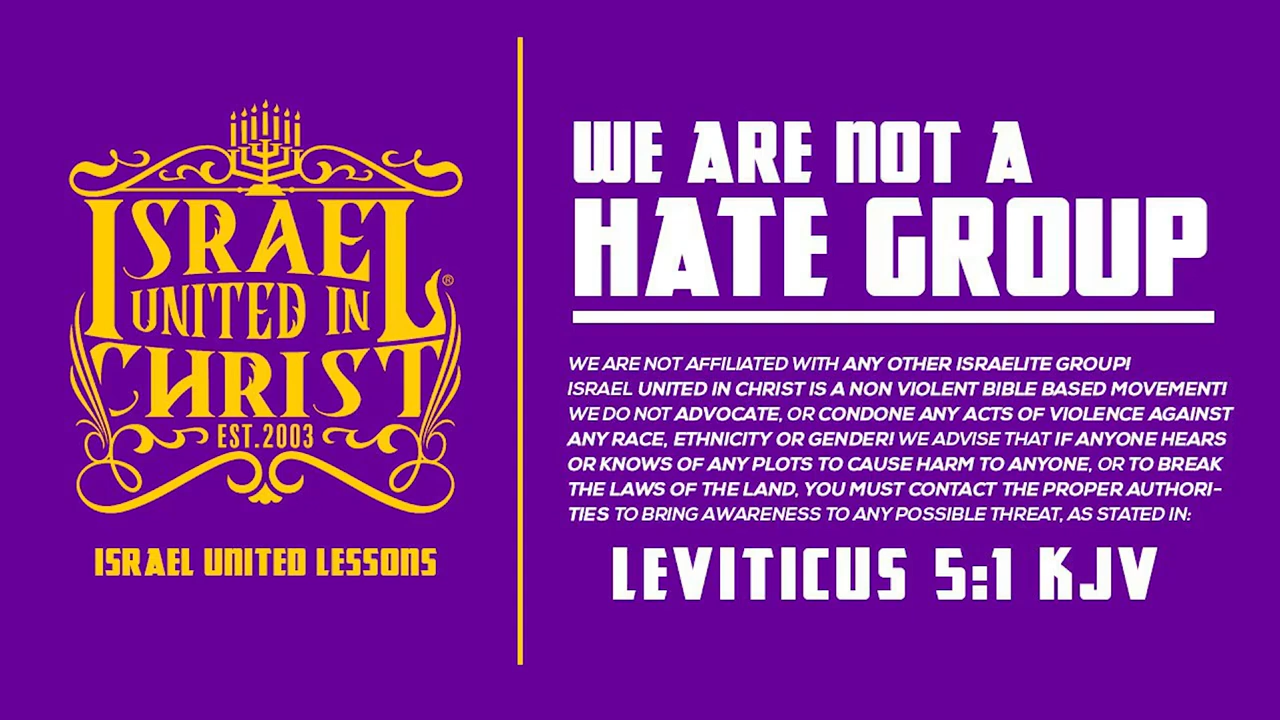 ISRAEL
UNITED IN
CHRIST
®
EST.2003
ISRAEL UNITED LESSONS
WE ARE NOT A
HATE GROUP
WE ARE NOT AFFILIATED WITH ANY OTHER ISRAELITE GROUP!
ISRAEL UNITED IN CHRIST IS A NON VIOLENT BIBLE BASED MOVEMENT!
WE DO NOT ADVOCATE, OR CONDONE ANY ACTS OF VIOLENCE AGAINST
ANY RACE, ETHNICITY OR GENDER! WE ADVISE THAT IF ANYONE HEARS
OR KNOWS OF ANY PLOTS TO CAUSE HARM TO ANYONE, OR TO BREAK
THE LAWS OF THE LAND, YOU MUST CONTACT THE PROPER AUTHORI-
TIES TO BRING AWARENESS TO ANY POSSIBLE THREAT, AS STATED IN:
LEVITICUS 5:1 KJV